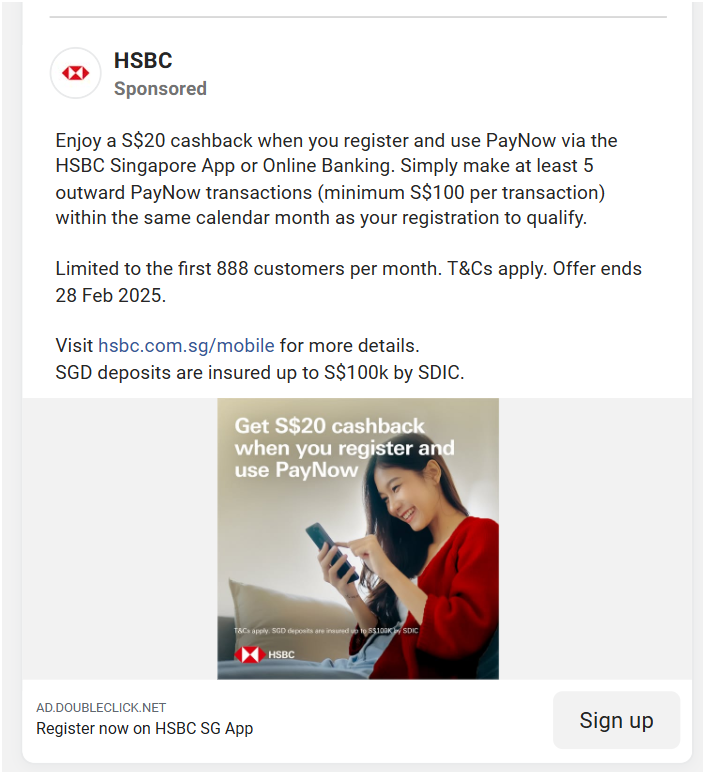 HSBC
Sponsored
Enjoy a S$20 cashback when you register and use PayNow via the
HSBC Singapore App or Online Banking. Simply make at least 5
outward PayNow transactions (minimum S$100 per transaction)
within the same calendar month as your registration to qualify.
Limited to the first 888 customers per month. T&Cs apply. Offer ends
28 Feb 2025.
Visit hsbc.com.sg/mobile for more details.
SGD deposits are insured up to S$100k by SDIC.
Get S$20 cashback
when you register and
use PayNow
T&Cs apply. SGD deposits are insured up to S$100K by SDIC
HSBC
AD.DOUBLECLICK.NET
Register now on HSBC SG App
Sign up